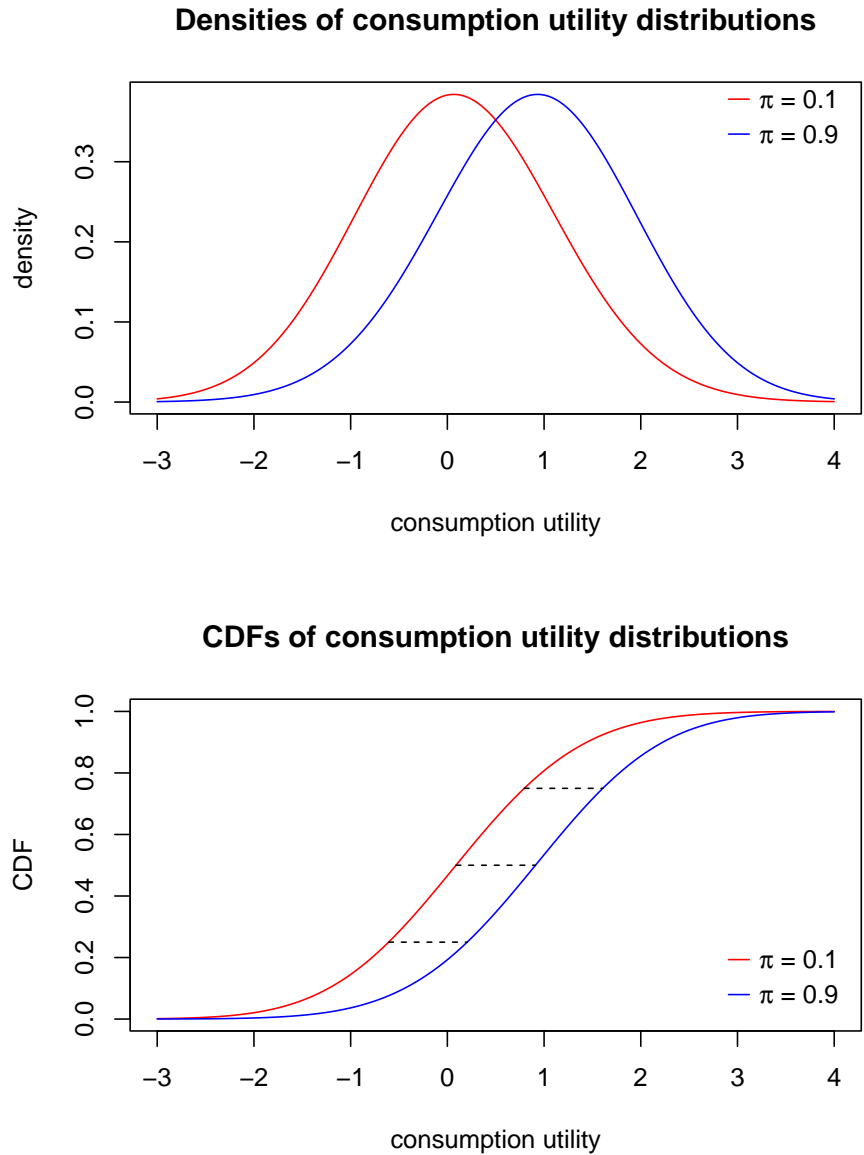 Densities of consumption utility distributions
π = 0.1
π = 0.9
density
0.0 0.1 0.2 0.3
−3 −2 −1 0 1 2 3 4
consumption utility
CDFs of consumption utility distributions
CDF
0.0 0.2 0.4 0.6 0.8 1.0
π = 0.1
π = 0.9
−3 −2 −1 0 1 2 3 4
consumption utility